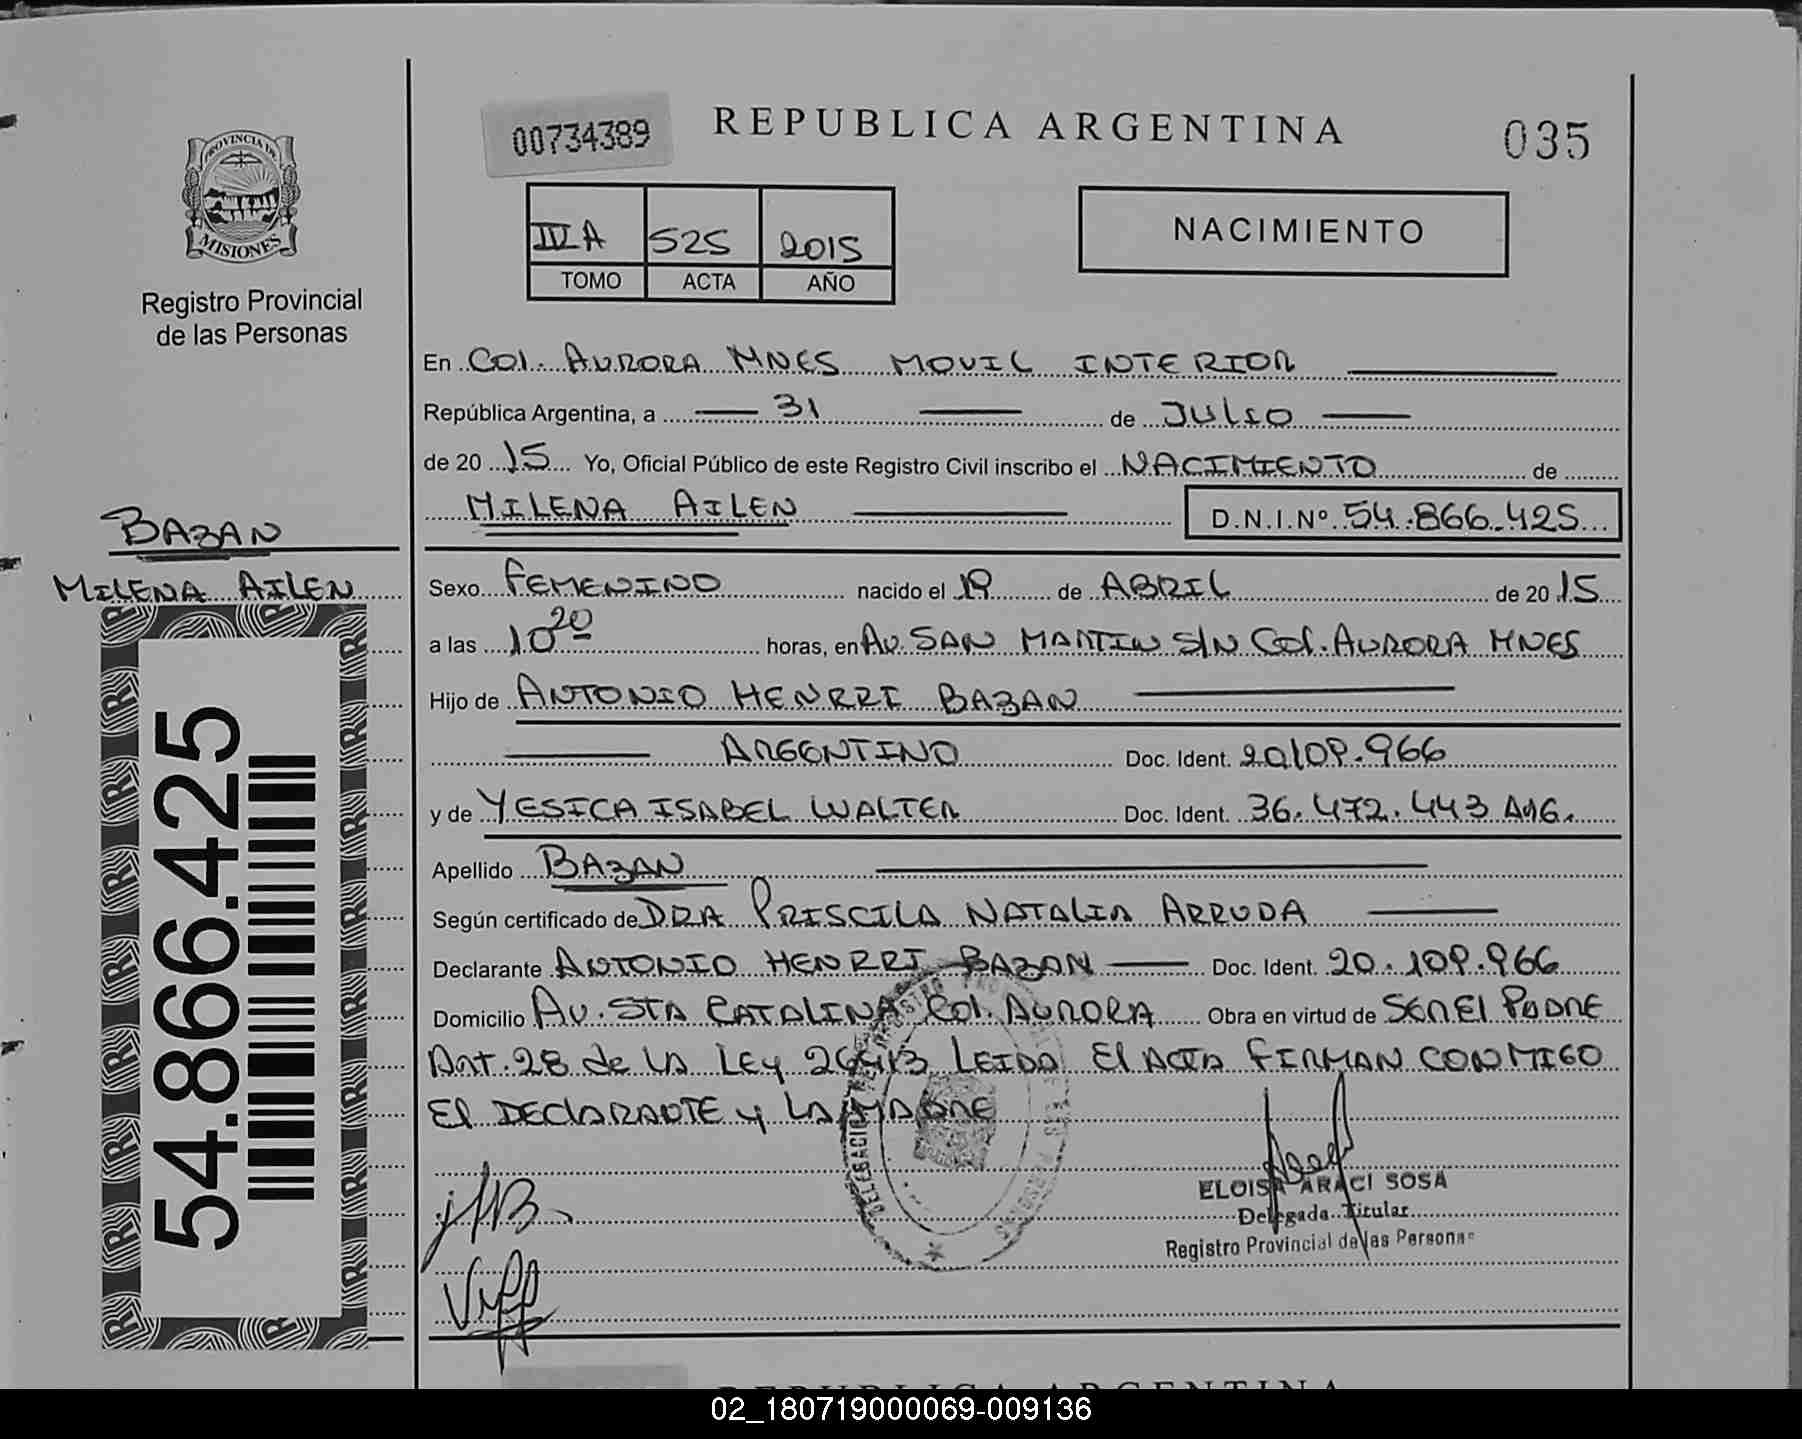 PROVINCIA DE
MISIONES
Registro Provincial
de las Personas
00734389
REPUBLICA ARGENTINA
035
IV A 525 2015
TOMO ACTA AÑO
NACIMIENTO
En Col. AURORA MNES MOVIL INTERIOR
República Argentina, a 31 de JULIO
de 20 15 Yo, Oficial Público de este Registro Civil inscribo el NACIMIENTO de
MILENA AILEN D.N.I.Nº 54.866.425
BAZAN
MILENA AILEN
54.866.425
Sexo FEMENINO nacido el 19 de ABRIL de 20 15
a las 10 20 horas, en Av. SAN MARTIN S/N Col. AURORA MNES
Hijo de ANTONIO HENRRI BAZAN
ARGENTINO Doc. Ident. 20109.966
y de YESICA ISABEL WALTER Doc. Ident. 36.472.443 ARG.
Apellido BAZAN
Según certificado de DRA PRISCILA NATALIA ARRUDA
Declarante ANTONIO HENRRI BAZAN Doc. Ident. 20.109.966
Domicilio AV. STA CATALINA Col. AURORA Obra en virtud de SER El PADRE
ART. 28 de LA LEY 26413 LEIDA El ACTA FIRMAN CONMIGO
El DEClARANTE y LA MADRE
ELOISA ARACI SOSA
Delegada Titular
Registro Provincial de las Personas
REPUBLICA ARGENTINA
02_180719000069-009136